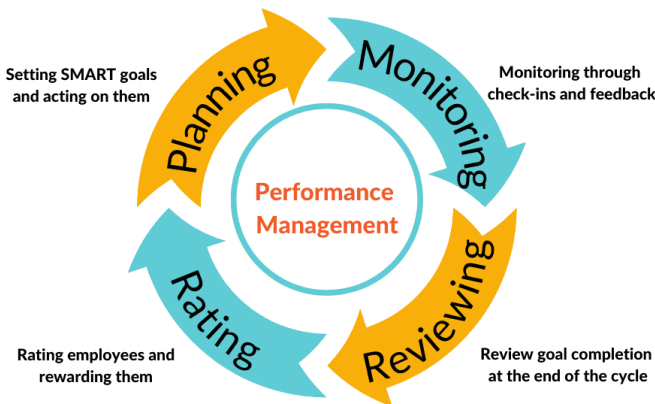 Planning
Setting SMART goals
and acting on them
Monitoring
Monitoring through
check-ins and feedback
Performance
Management
Rating
Rating employees and
rewarding them
Reviewing
Review goal completion
at the end of the cycle